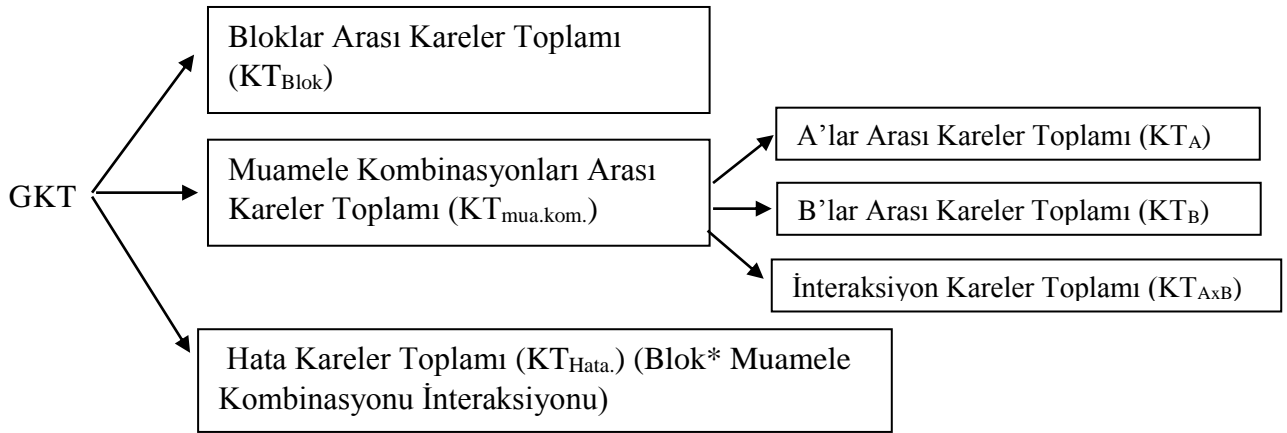 Bloklar Arası Kareler Toplamı
(KTBlok)
GKT
Muamele Kombinasyonları Arası
Kareler Toplamı (KTmua.kom.)
A’lar Arası Kareler Toplamı (KTA)
B’lar Arası Kareler Toplamı (KTB)
İnteraksiyon Kareler Toplamı (KTAxB)
Hata Kareler Toplamı (KTHata.) (Blok* Muamele
Kombinasyonu İnteraksiyonu)